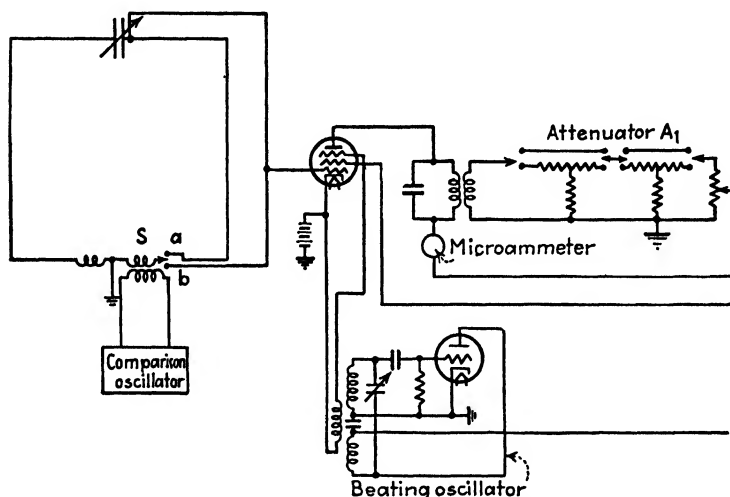 Attenuator A1
S
a
b
Microammeter
Comparison
oscillator
Beating oscillator